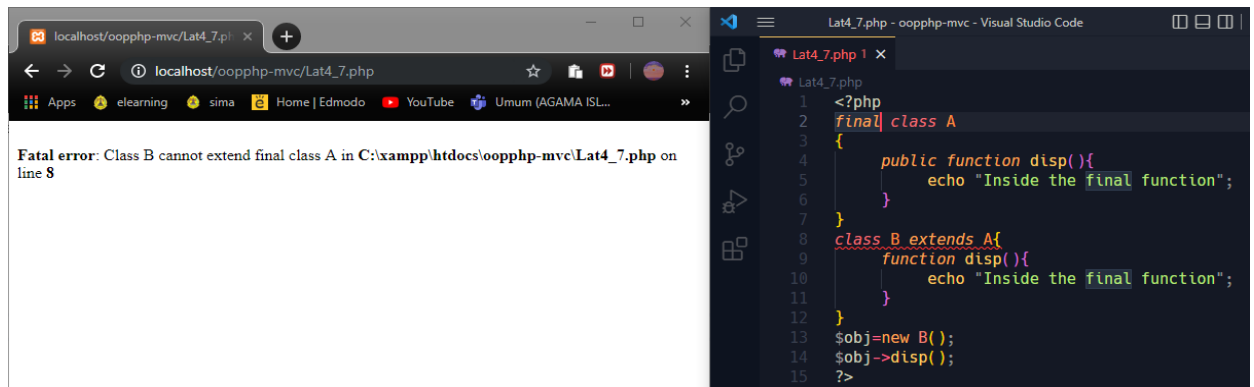 localhost/oopphp-mvc/Lat4_7.ph
localhost/oopphp-mvc/Lat4_7.php
Apps elearning sima Home | Edmodo YouTube Umum (AGAMA ISL... »
Fatal error: Class B cannot extend final class A in C:\xampp\htdocs\oopphp-mvc\Lat4_7.php on
line 8
Lat4_7.php - oopphp-mvc - Visual Studio Code
Lat4_7.php 1
Lat4_7.php
1 <?php
2 final class A
3 {
4 public function disp(){
5 echo "Inside the final function";
6 }
7 }
8 class B extends A{
9 function disp(){
10 echo "Inside the final function";
11 }
12 }
13 $obj=new B();
14 $obj->disp();
15 ?>